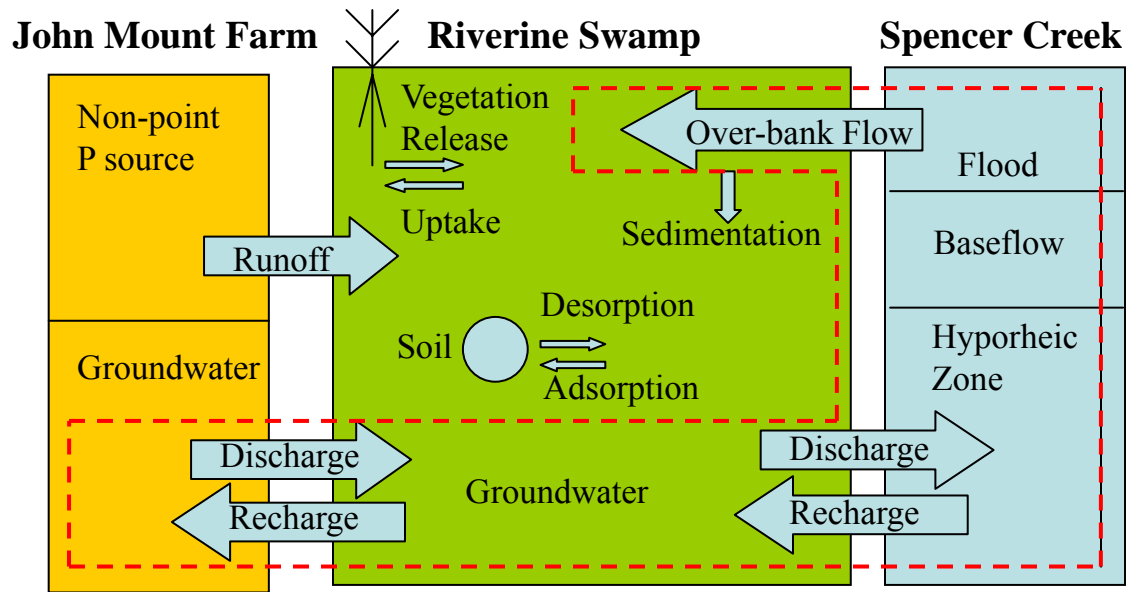 John Mount Farm
Riverine Swamp
Spencer Creek
Non-point
P source
Groundwater
Runoff
Vegetation
Release
Uptake
Over-bank Flow
Sedimentation
Soil
Desorption
Adsorption
Flood
Baseflow
Hyporheic
Zone
Discharge
Recharge
Groundwater
Discharge
Recharge